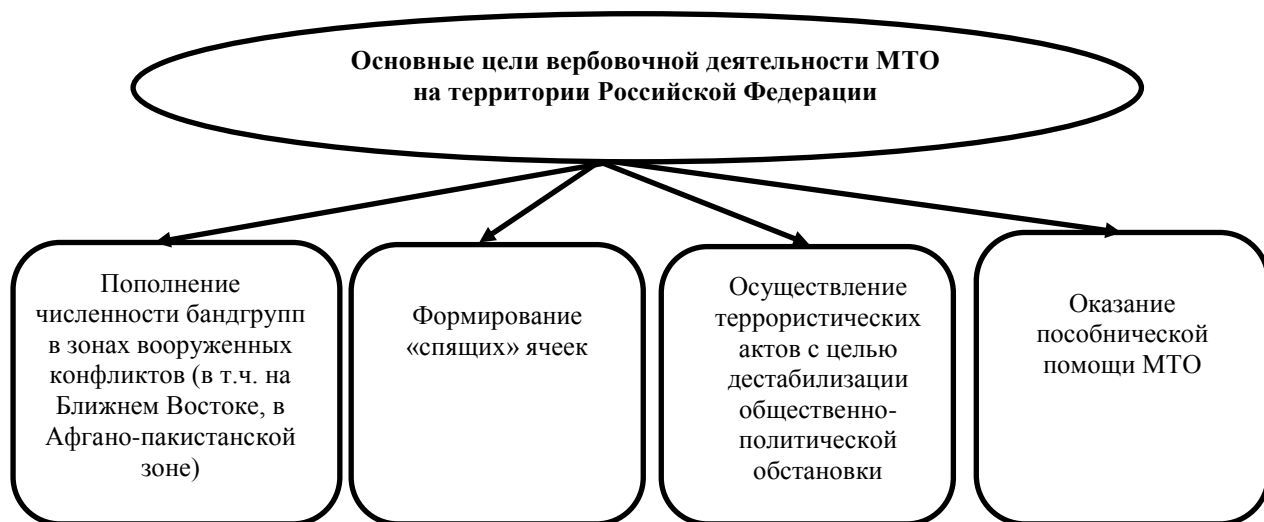 Основные цели вербовочной деятельности МТО
на территории Российской Федерации
Пополнение
численности бандгрупп
в зонах вооруженных
конфликтов (в т.ч. на
Ближнем Востоке, в
Афгано-пакистанской
зоне)
Формирование
«спящих» ячеек
Осуществление
террористических
актов с целью
дестабилизации
общественно-
политической
обстановки
Оказание
пособнической
помощи МТО